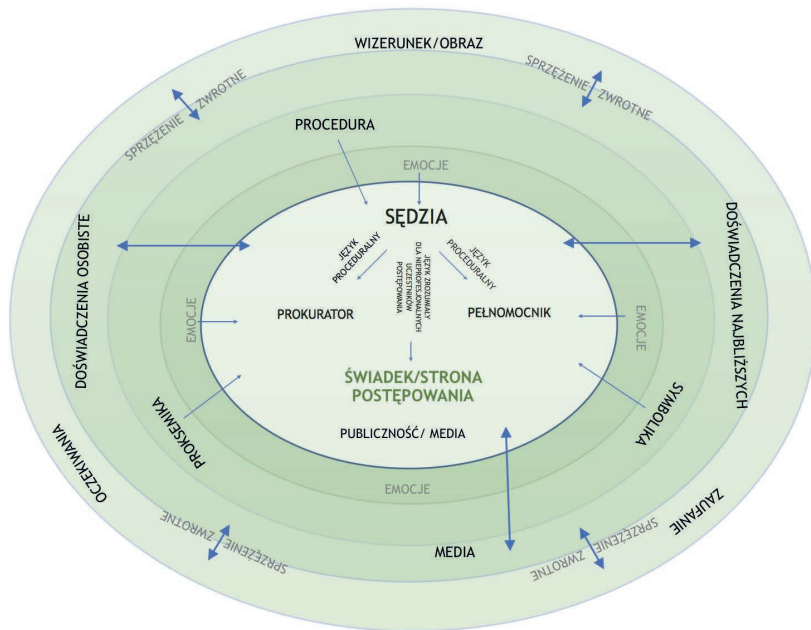 WIZERUNEK/OBRAZ
SPRZĘŻENIE ZWROTNE
SPRZĘŻENIE ZWROTNE
PROCEDURA
EMOCJE
SĘDZIA
JĘZYK
PROCEDURALNY
JĘZYK ZROZUMIAŁY
DLA NIEPROFESJONALNYCH
UCZESTNIKÓW
POSTĘPOWANIA
JĘZYK
PROCEDURALNY
DOŚWIADCZENIA OSOBISTE
DOŚWIADCZENIA NAJBLIŻSZYCH
EMOCJE
PROKURATOR
PEŁNOMOCNIK
EMOCJE
ŚWIADEK/STRONA
POSTĘPOWANIA
PROKSEMIKA
SYMBOLIKA
PUBLICZNOŚĆ/ MEDIA
OCZEKIWANIA
EMOCJE
ZAUFANIE
SPRZĘŻENIE ZWROTNE
MEDIA
SPRZĘŻENIE ZWROTNE